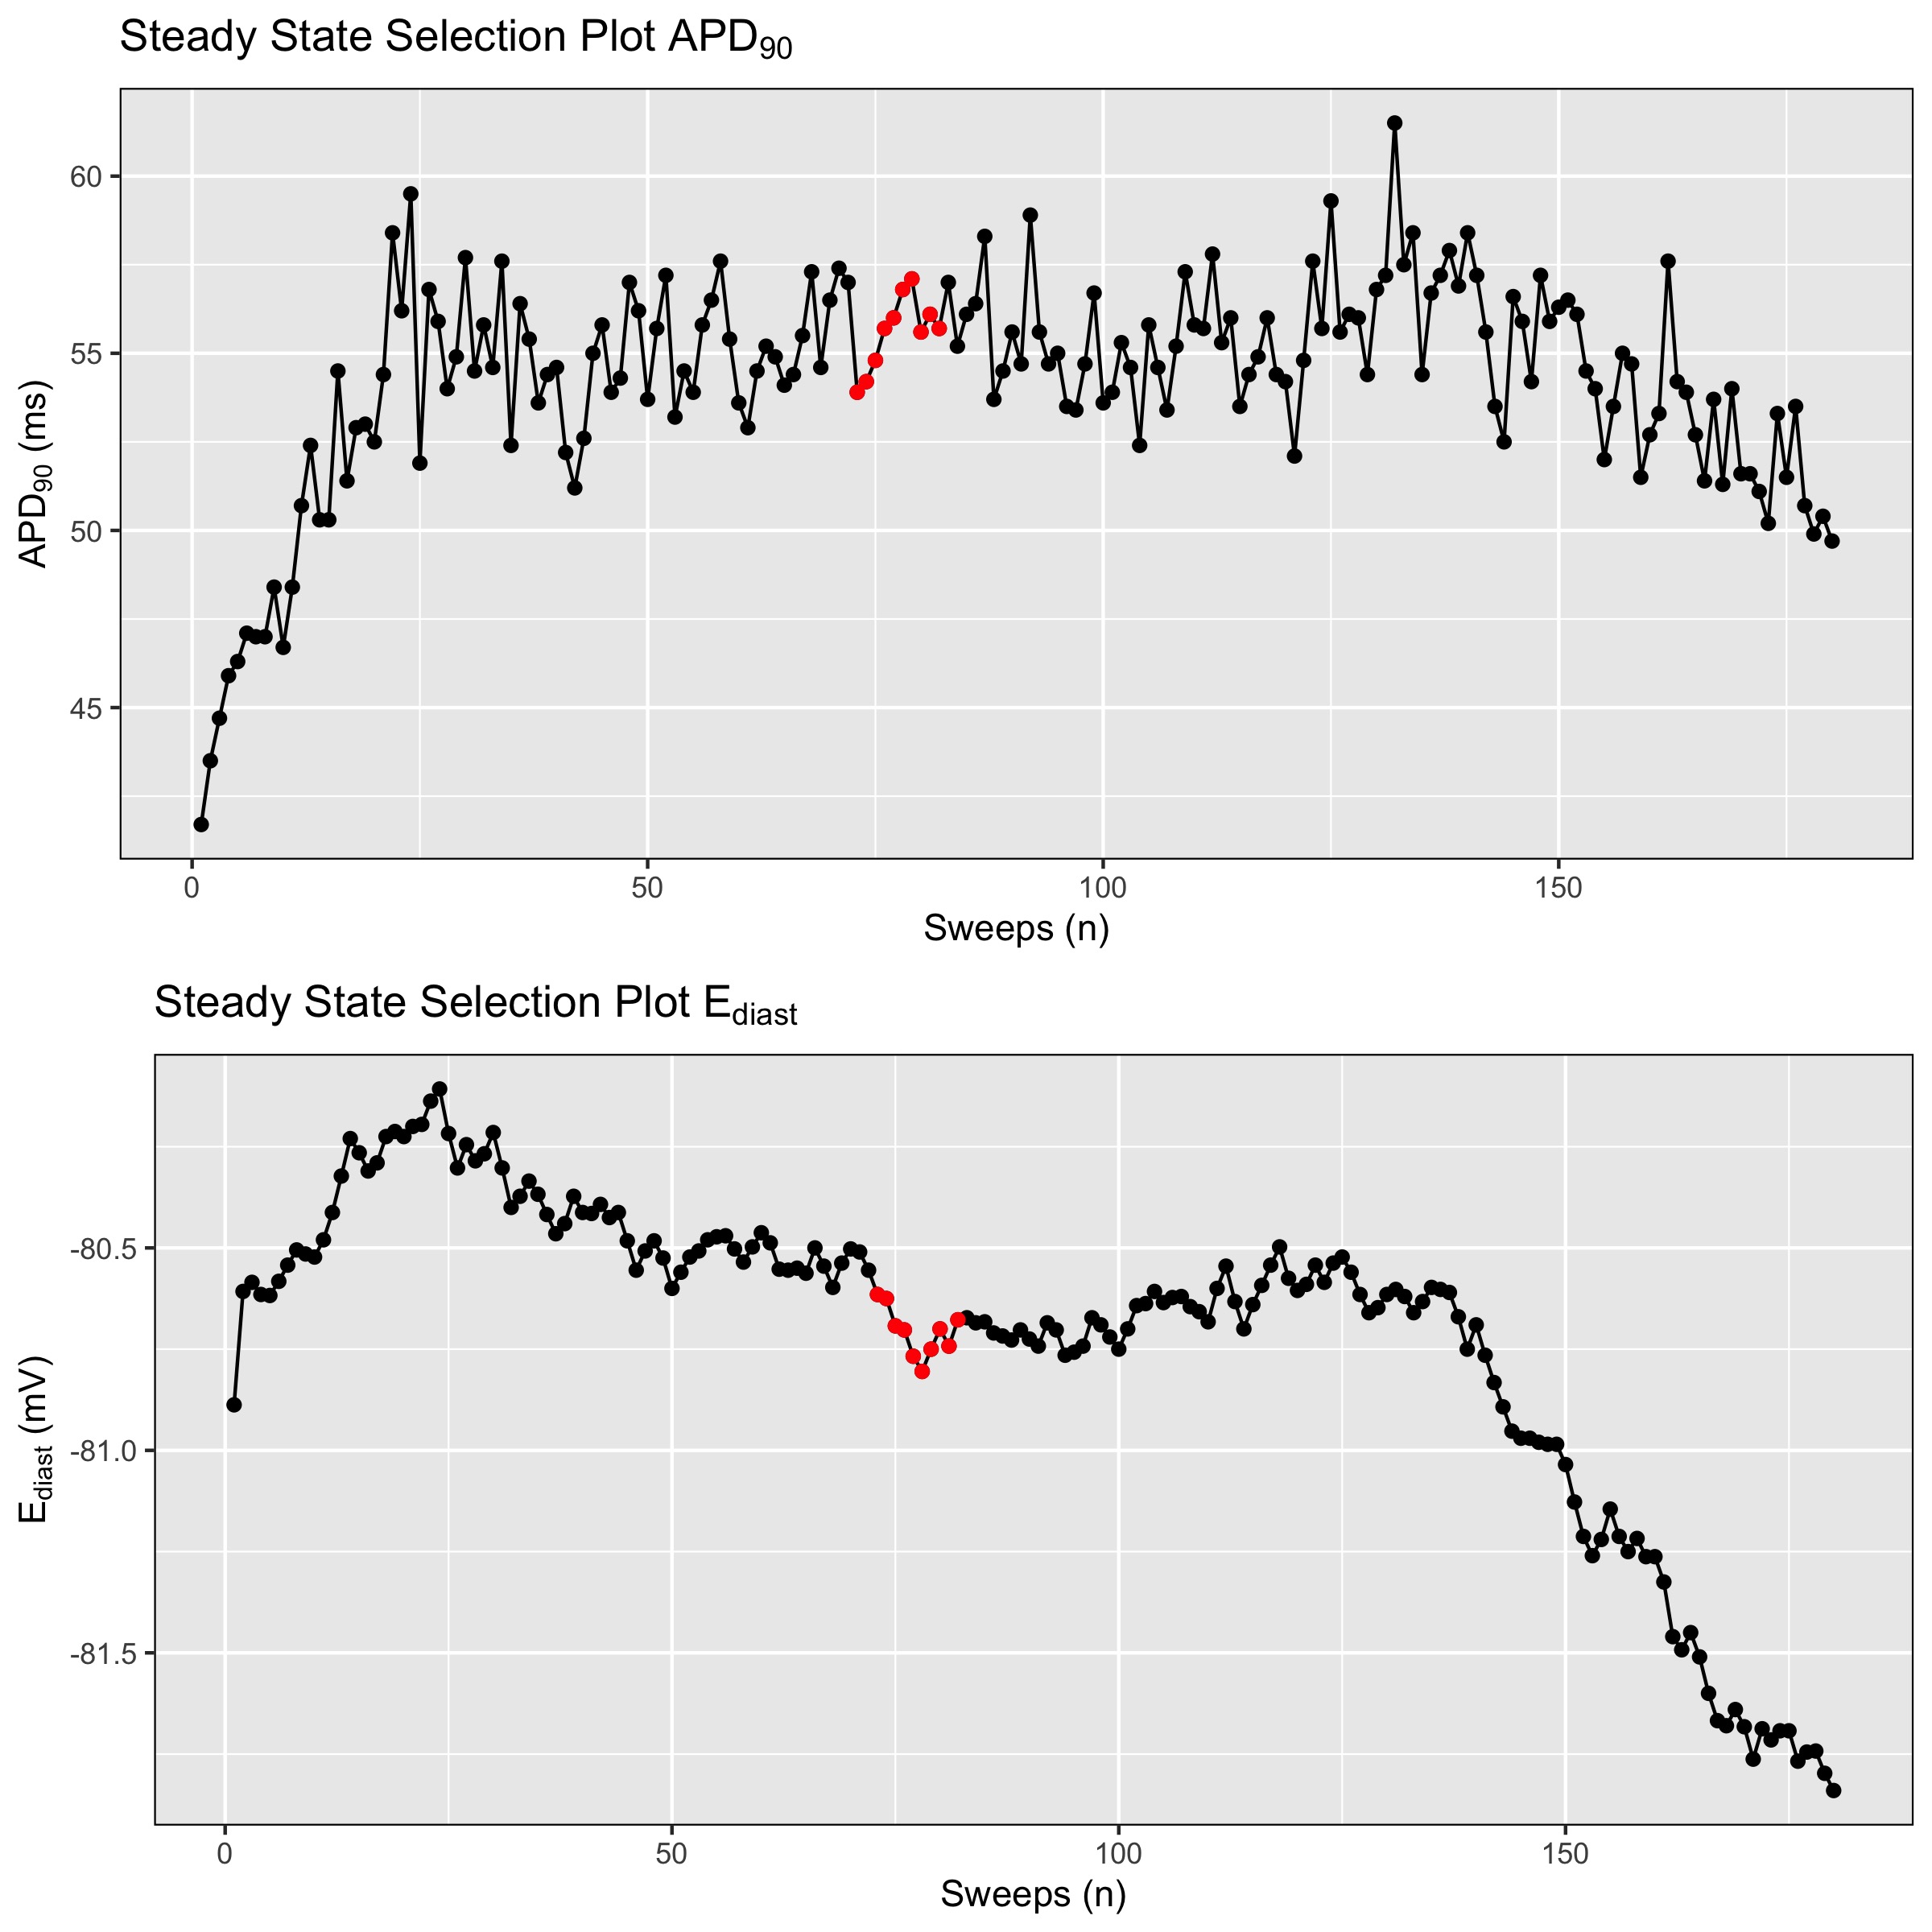 Steady State Selection Plot APD90
60
55
50
45
APD90 (ms)
0 50 100 150
Sweeps (n)
Steady State Selection Plot Ediast
-80.5
-81.0
-81.5
Ediast (mV)
0 50 100 150
Sweeps (n)